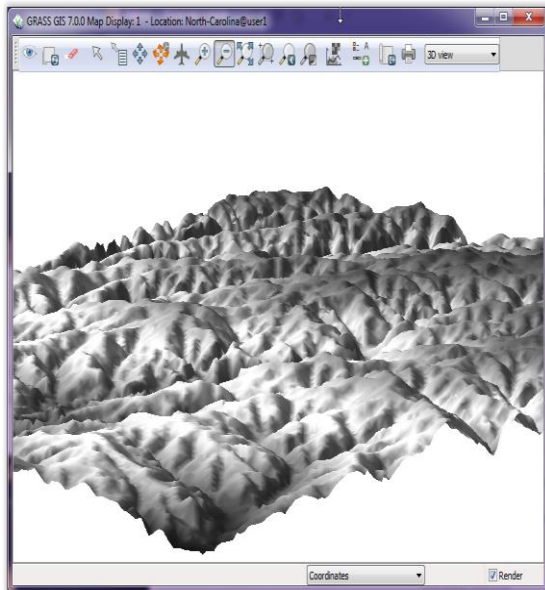 GRASS GIS 7.0.0 Map Display: 1 - Location: North-Carolina@user1
3D view
Coordinates
Render